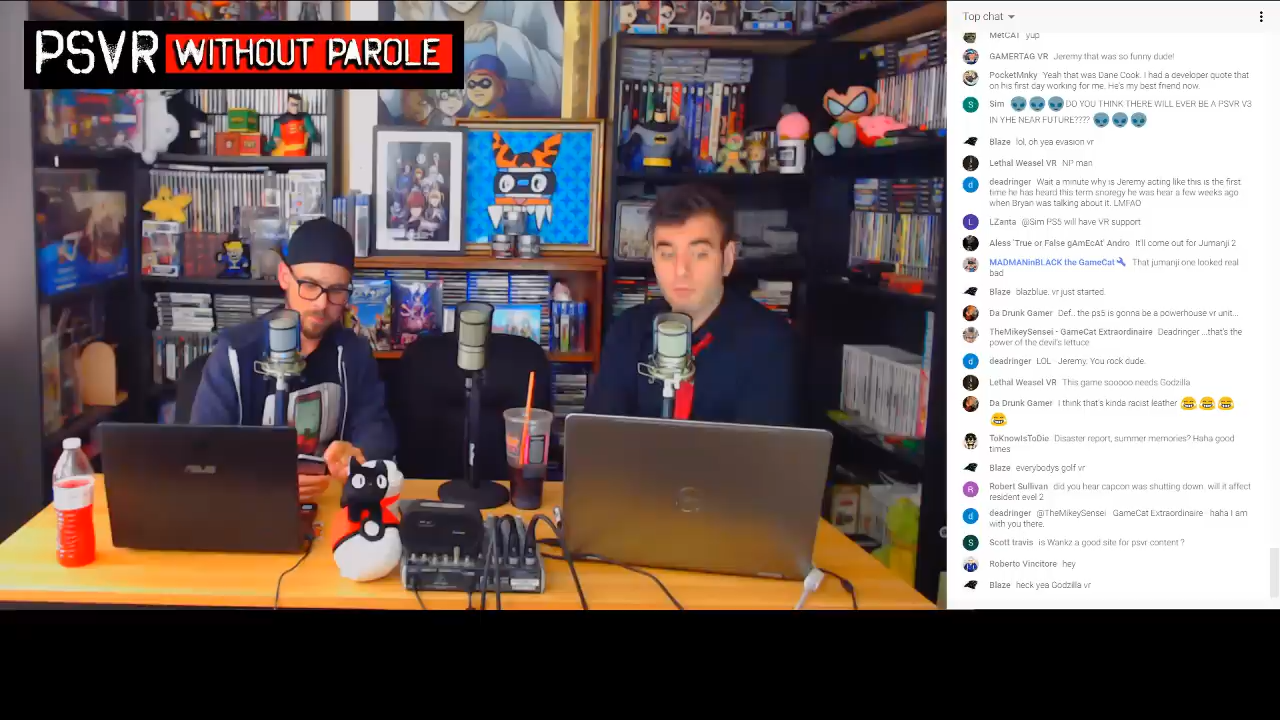 PSVR WITHOUT PAROLE
Top chat
MetCAT yup
GAMERTAG VR Jeremy that was so funny dude!
PocketMnky Yeah that was Dane Cook. I had a developer quote that
on his first day working for me. He's my best friend now.
Sim DO YOU THINK THERE WILL EVER BE A PSVR V3
IN YHE NEAR FUTURE????
Blaze lol, oh yea evasion vr
Lethal Weasel VR NP man
deadringer Wait a minute why is Jeremy acting like this is the first
time he has heard this term snoregy he was hear a few weeks ago
when Bryan was talking about it. LMFAO
LZanta @Sim PS5 will have VR support
Aless 'True or False gAmEcAt' Andro It'll come out for Jumanji 2
MADMANinBLACK the GameCat That jumanji one looked real
bad
Blaze blazblue. vr just started.
Da Drunk Gamer Def.. the ps5 is gonna be a powerhouse vr unit...
TheMikeySensei - GameCat Extraordinaire Deadringer ...that's the
power of the devil's lettuce
deadringer LOL Jeremy. You rock dude.
Lethal Weasel VR This game sooooo needs Godzilla
Da Drunk Gamer I think that's kinda racist leather
ToKnowIsToDie Disaster report, summer memories? Haha good
times
Blaze everybodys golf vr
Robert Sullivan did you hear capcon was shutting down. will it affect
resident evel 2
deadringer @TheMikeySensei GameCat Extraordinaire - haha I am
with you there.
Scott travis is Wankz a good site for psvr content ?
Roberto Vincitore hey
Blaze heck yea Godzilla vr
ASUS